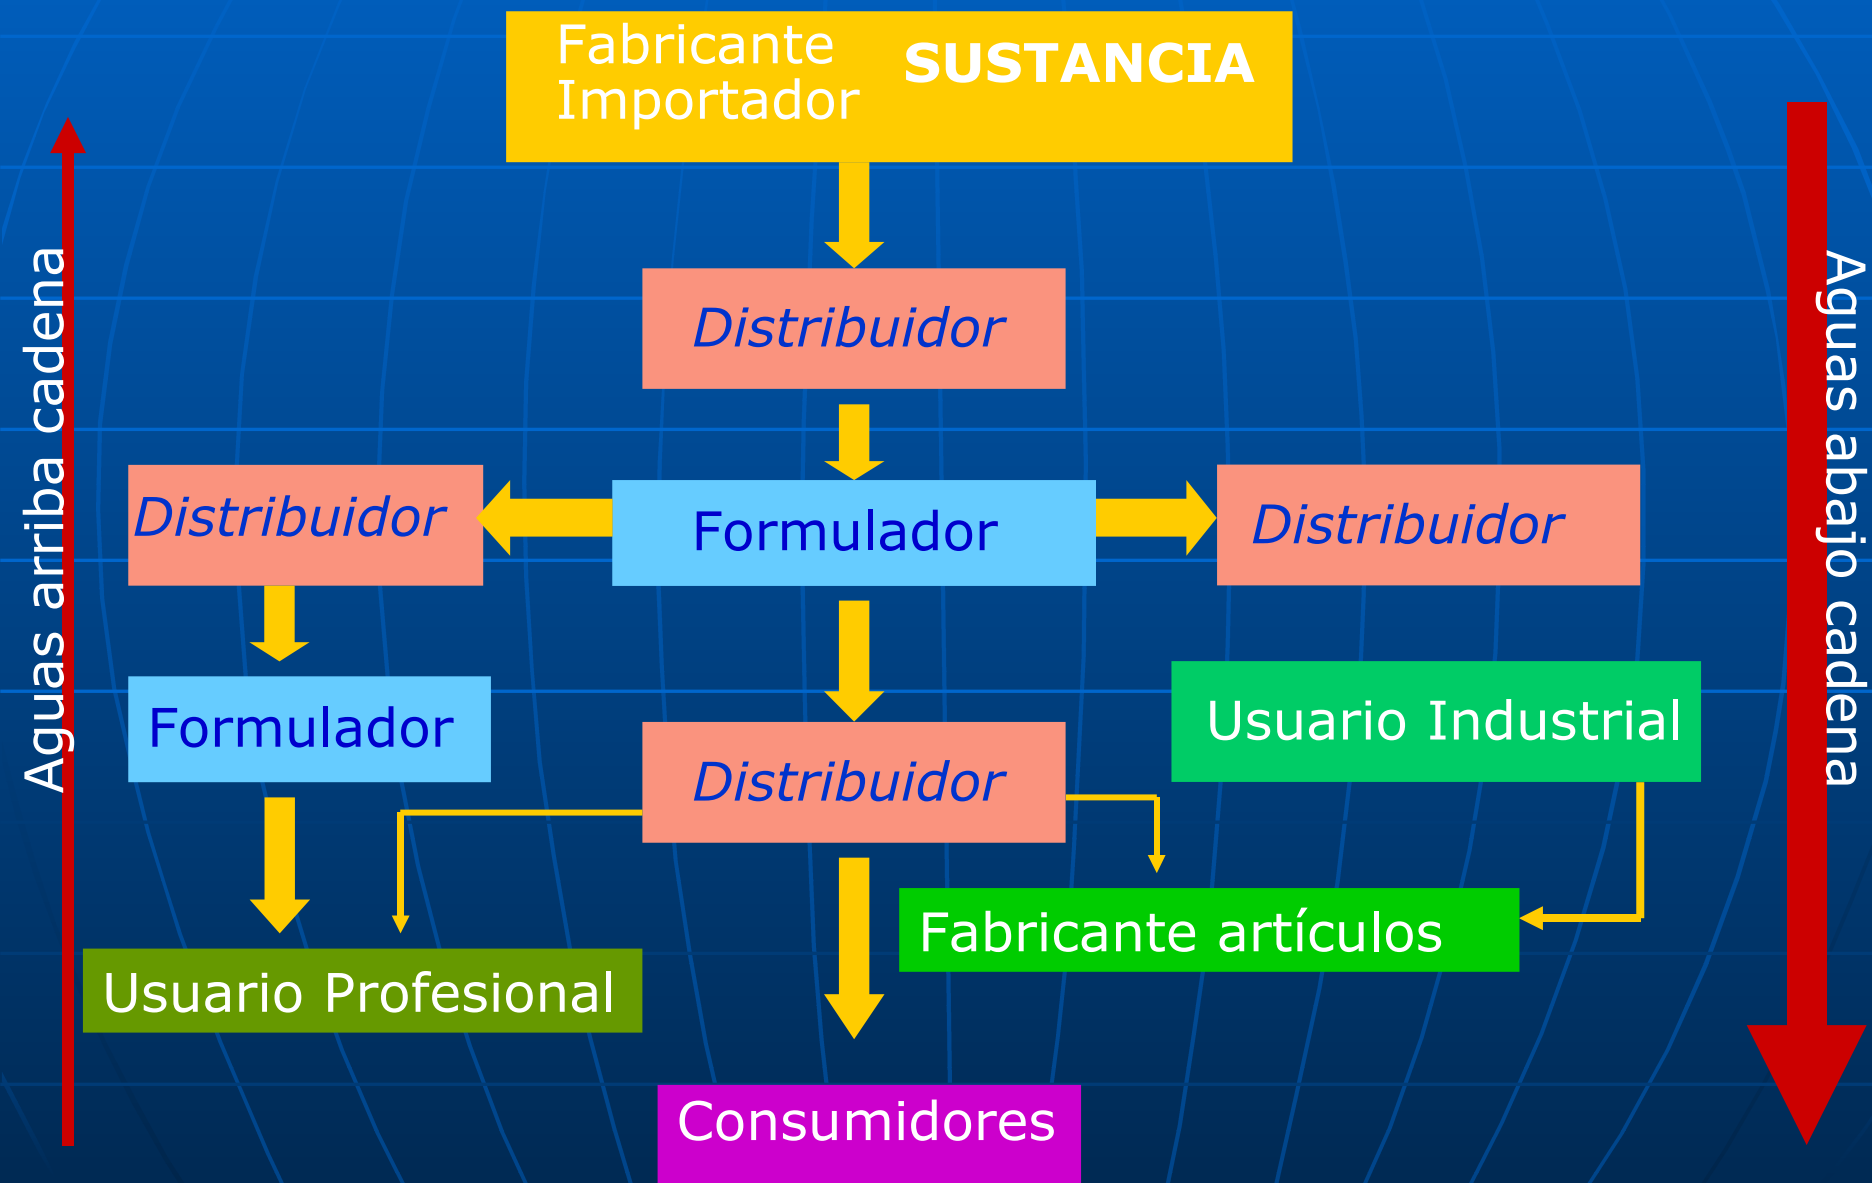 Fabricante
Importador
SUSTANCIA
Aguas arriba cadena
Aguas abajo cadena
Distribuidor
Distribuidor
Formulador
Distribuidor
Formulador
Distribuidor
Usuario Industrial
Fabricante artículos
Usuario Profesional
Consumidores